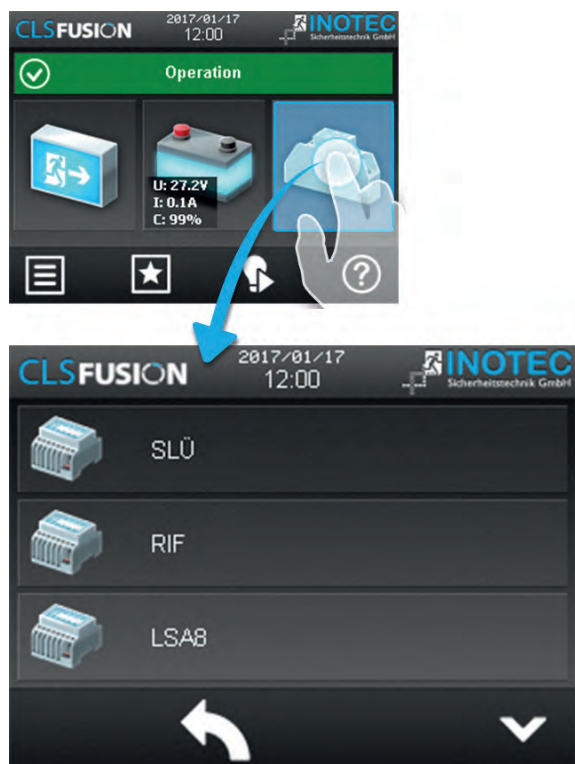 CLSFUSION
2017/01/17
12:00
INOTEC
Sicherheitstechnik GmbH
Operation
U: 27.2V
I: 0.1A
C: 99%
?
CLSFUSION
2017/01/17
12:00
INOTEC
Sicherheitstechnik GmbH
SLÜ
RIF
LSA8